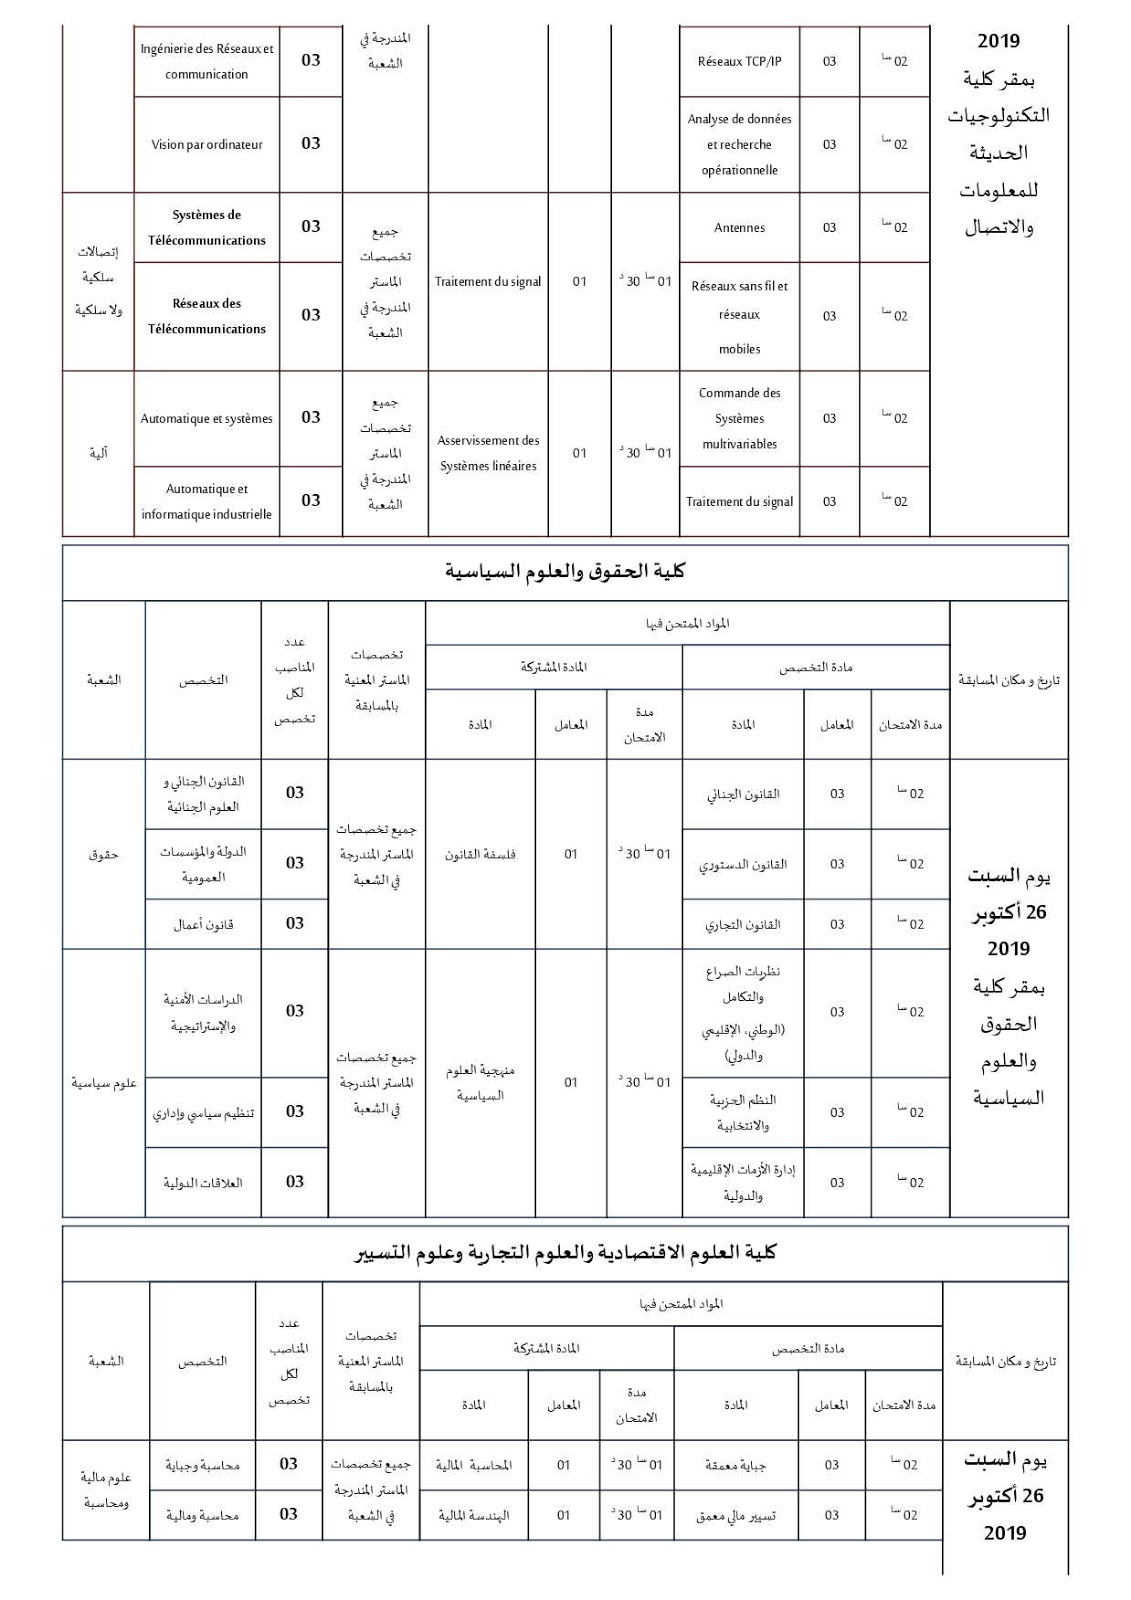 Ingénierie des Réseaux et
communication
03
المندرجة في
الشعبة
Réseaux TCP/IP
03
02 سا
2019
بمقر كلية
التكنولوجيات
الحديثة
للمعلومات
والاتصال
Vision par ordinateur
03
Analyse de données
et recherche
opérationnelle
03
02 سا
إتصالات
سلكية
ولا سلكية
Systèmes de
Télécommunications
03
جميع
تخصصات
الماستر
المندرجة في
الشعبة
Traitement du signal
01
01 سا 30 د
Antennes
03
02 سا
Réseaux des
Télécommunications
03
Réseaux sans fil et
réseaux
mobiles
03
02 سا
آلية
Automatique et systèmes
03
جميع
تخصصات
الماستر
المندرجة في
الشعبة
Asservissement des
Systèmes linéaires
01
01 سا 30 د
Commande des
Systèmes
multivariables
03
02 سا
Automatique et
informatique industrielle
03
Traitement du signal
03
02 سا
كلية الحقوق والعلوم السياسية
الشعبة
التخصص
عدد
المناصب
لكل
تخصص
تخصصات
الماستر المعنية
بالمسابقة
المواد الممتحن فيها
المادة المشتركة
مادة التخصص
المادة
المعامل
مدة
الامتحان
المادة
المعامل
مدة الامتحان
تاريخ و مكان المسابقة
حقوق
القانون الجنائي و
العلوم الجنائية
03
جميع تخصصات
الماستر المندرجة
في الشعبة
فلسفة القانون
01
01 سا 30 د
القانون الجنائي
03
02 سا
يوم السبت
26 أكتوبر
2019
بمقر كلية
الحقوق
والعلوم
السياسية
الدولة والمؤسسات
العمومية
03
القانون الدستوري
03
02 سا
قانون أعمال
03
القانون التجاري
03
02 سا
علوم سياسية
الدراسات الأمنية
والإستراتيجية
03
جميع تخصصات
الماستر المندرجة
في الشعبة
منهجية العلوم
السياسية
01
01 سا 30 د
نظريات الصراع
والتكامل
(الوطني، الإقليمي
والدولي)
03
02 سا
تنظيم سياسي وإداري
03
النظم الحزبية
والانتخابية
03
02 سا
العلاقات الدولية
03
إدارة الأزمات الإقليمية
والدولية
03
02 سا
كلية العلوم الاقتصادية والعلوم التجارية وعلوم التسيير
الشعبة
التخصص
عدد
المناصب
لكل
تخصص
تخصصات
الماستر المعنية
بالمسابقة
المواد الممتحن فيها
المادة المشتركة
مادة التخصص
المادة
المعامل
مدة
الامتحان
المادة
المعامل
مدة الامتحان
تاريخ و مكان المسابقة
علوم مالية
ومحاسبة
محاسبة وجباية
03
جميع تخصصات
الماستر المندرجة
في الشعبة
المحاسبة المالية
01
01 سا 30 د
جباية معمقة
03
02 سا
يوم السبت
26 أكتوبر
2019
محاسبة ومالية
03
الهندسة المالية
01
01 سا 30 د
تسيير مالي معمق
03
02 سا